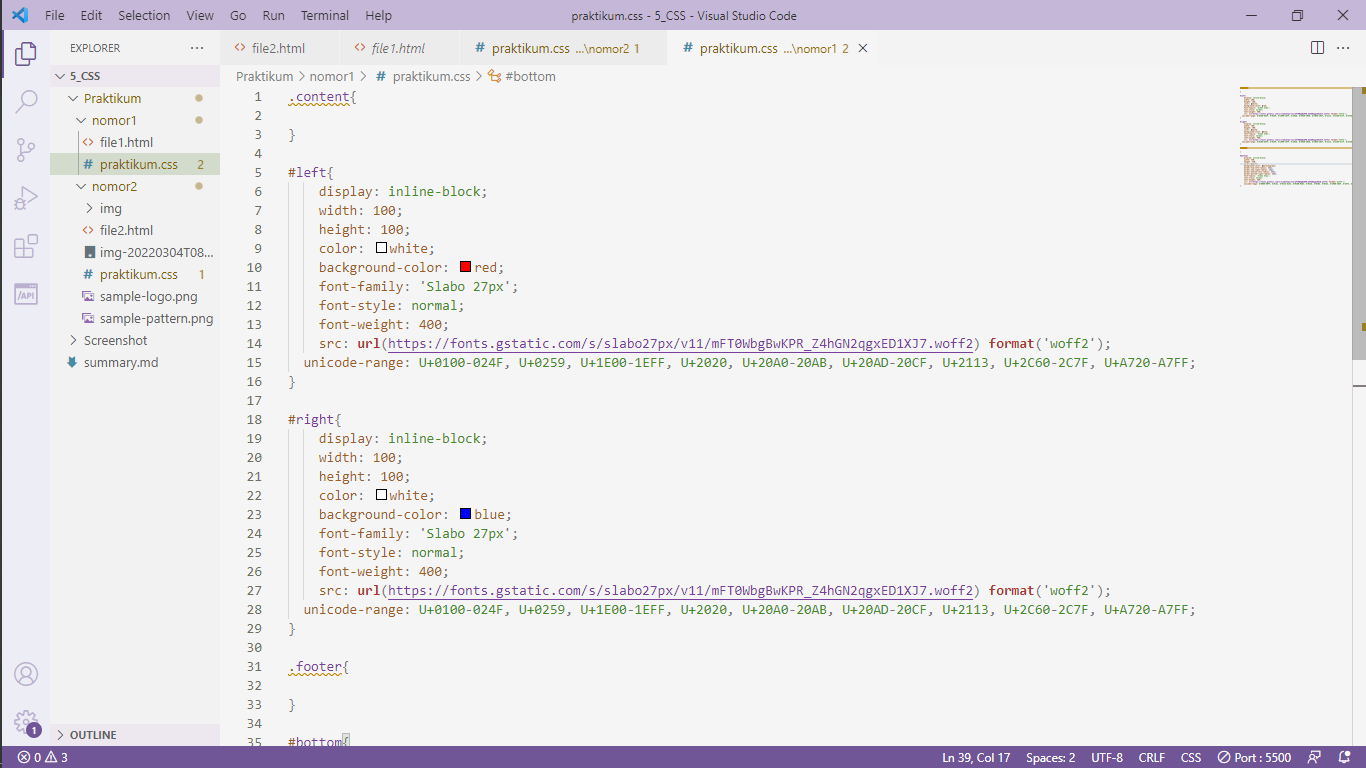 File Edit Selection View Go Run Terminal Help praktikum.css - 5_CSS - Visual Studio Code
EXPLORER
file2.html file1.html # praktikum.css ...\nomor2 1 # praktikum.css ...\nomor1 2
5_CSS
Praktikum
nomor1
file1.html
# praktikum.css 2
nomor2
img
file2.html
img-20220304T08...
# praktikum.css 1
sample-logo.png
sample-pattern.png
Screenshot
summary.md
OUTLINE
Praktikum > nomor1 > # praktikum.css > #bottom
1 .content{
2
3 }
4
5 #left{
6 display: inline-block;
7 width: 100;
8 height: 100;
9 color: white;
10 background-color: red;
11 font-family: 'Slabo 27px';
12 font-style: normal;
13 font-weight: 400;
14 src: url(https://fonts.gstatic.com/s/slabo27px/v11/mFT0WbgBwKPR_Z4hGN2qgxED1XJ7.woff2) format('woff2');
15 unicode-range: U+0100-024F, U+0259, U+1E00-1EFF, U+2020, U+20A0-20AB, U+20AD-20CF, U+2113, U+2C60-2C7F, U+A720-A7FF;
16 }
17
18 #right{
19 display: inline-block;
20 width: 100;
21 height: 100;
22 color: white;
23 background-color: blue;
24 font-family: 'Slabo 27px';
25 font-style: normal;
26 font-weight: 400;
27 src: url(https://fonts.gstatic.com/s/slabo27px/v11/mFT0WbgBwKPR_Z4hGN2qgxED1XJ7.woff2) format('woff2');
28 unicode-range: U+0100-024F, U+0259, U+1E00-1EFF, U+2020, U+20A0-20AB, U+20AD-20CF, U+2113, U+2C60-2C7F, U+A720-A7FF;
29 }
30
31 .footer{
32
33 }
34
35 #bottom{
/API
1
0 3 Ln 39, Col 17 Spaces: 2 UTF-8 CRLF CSS Port : 5500